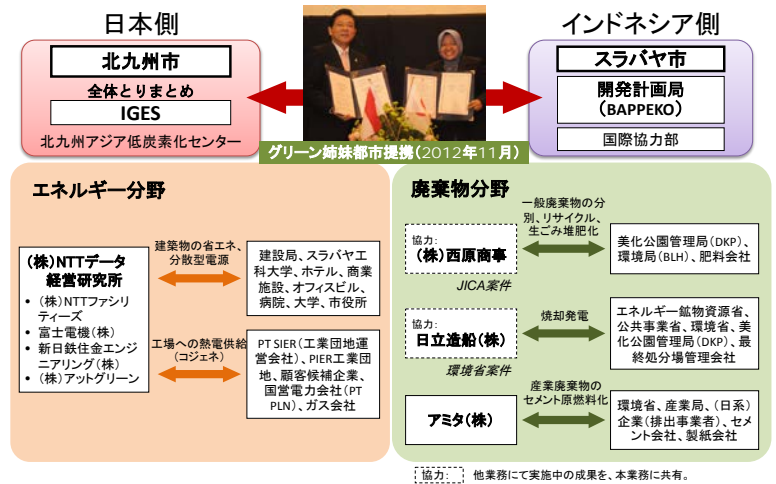 日本側
インドネシア側
北九州市
全体とりまとめ
IGES
北九州アジア低炭素化センター
スラバヤ市
開発計画局
(BAPPEKO)
国際協力部
グリーン姉妹都市提携(2012年11月)
エネルギー分野
(株)NTTデータ
経営研究所
• (株)NTTファシリ
ティーズ
• 富士電機(株)
• 新日鉄住金エンジ
ニアリング(株)
• (株)アットグリーン
建築物の省エネ、
分散型電源
建設局、スラバヤ工
科大学、ホテル、商業
施設、オフィスビル、
病院、大学、市役所
工場への熱電供給
(コジェネ)
PT SIER(工業団地運
営会社)、PIER工業団
地、顧客候補企業、
国営電力会社(PT
PLN)、ガス会社
廃棄物分野
協力:
(株)西原商事
JICA案件
一般廃棄物の分
別、リサイクル、
生ごみ堆肥化
美化公園管理局(DKP)、
環境局(BLH)、肥料会社
協力:
日立造船(株)
環境省案件
焼却発電
エネルギー鉱物資源省、
公共事業省、環境省、美
化公園管理局(DKP)、最
終処分場管理会社
アミタ(株)
産業廃棄物の
セメント原燃料化
環境省、産業局、(日系)
企業(排出事業者)、セメ
ント会社、製紙会社
協力: 他業務にて実施中の成果を、本業務に共有。